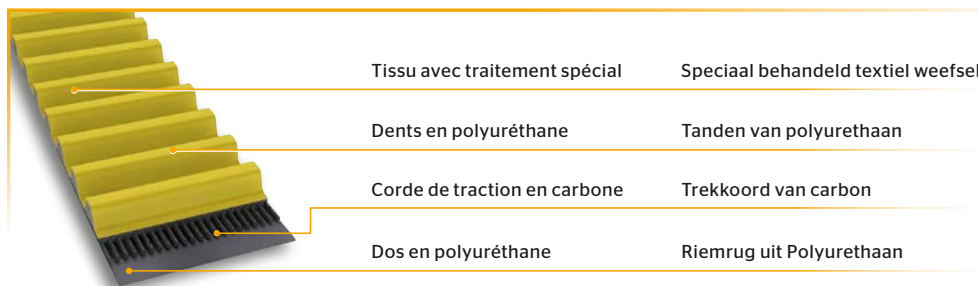 Tissu avec traitement spécial Speciaal behandeld textiel weefsel
Dents en polyuréthane Tanden van polyurethaan
Corde de traction en carbone Trekkoord van carbon
Dos en polyuréthane Riemrug uit Polyurethaan